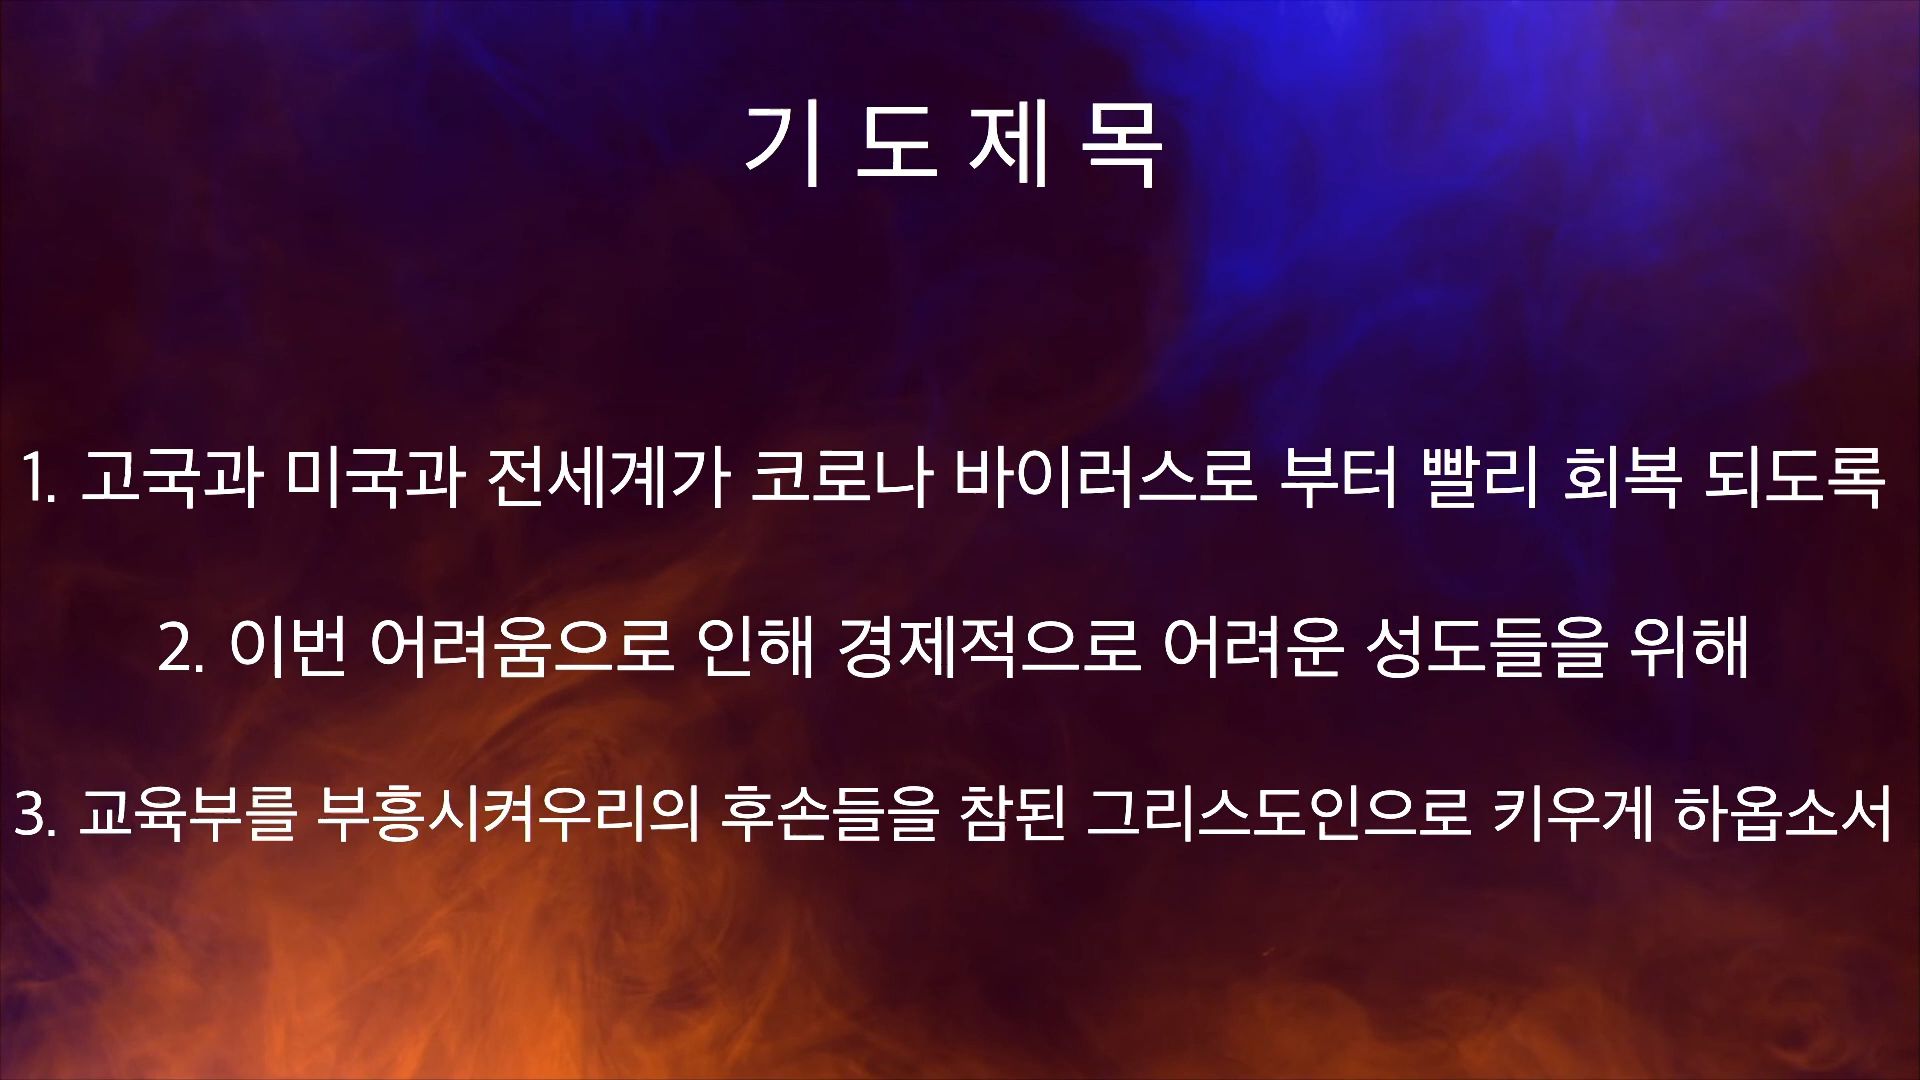 기 도 제 목
1. 고국과 미국과 전세계가 코로나 바이러스로 부터 빨리 회복 되도록
2. 이번 어려움으로 인해 경제적으로 어려운 성도들을 위해
3. 교육부를 부흥시켜우리의 후손들을 참된 그리스도인으로 키우게 하옵소서